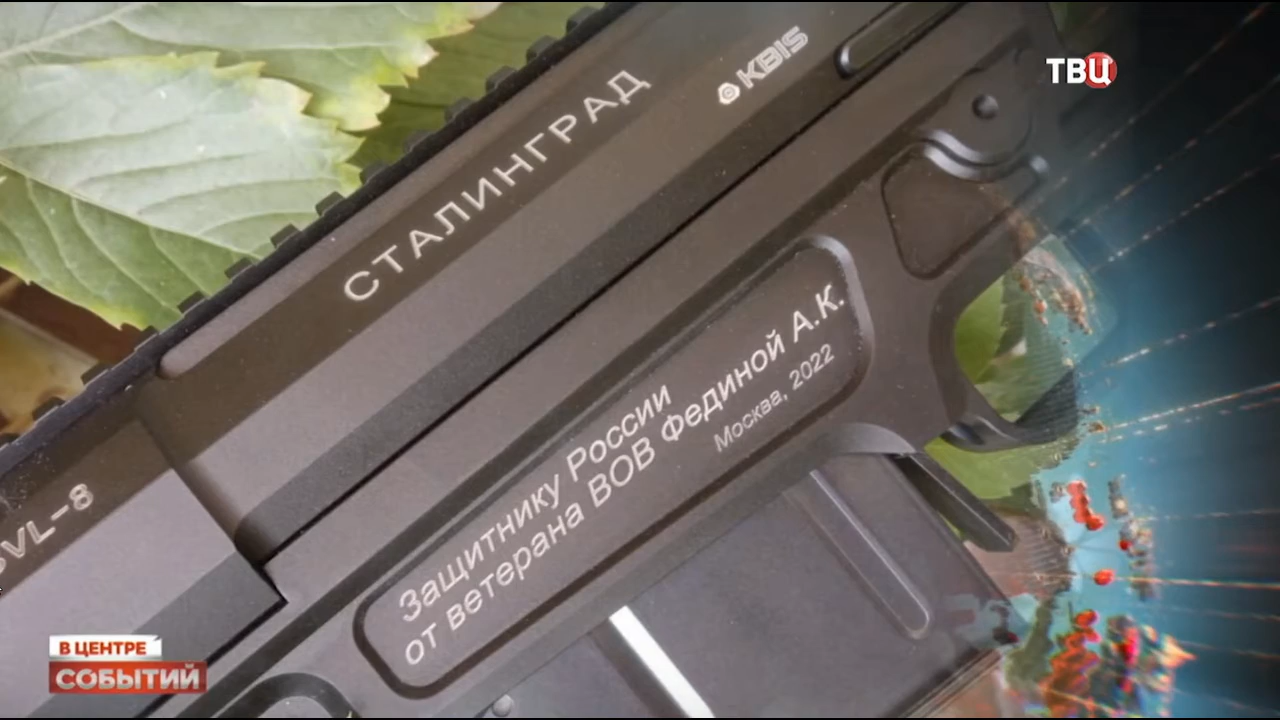 СТАЛИНГРАД
KBIS
ТВЦ
VL-8
Защитнику России
от ветерана ВОВ Фединой А.К.
Москва, 2022
В ЦЕНТРЕ
СОБЫТИЙ